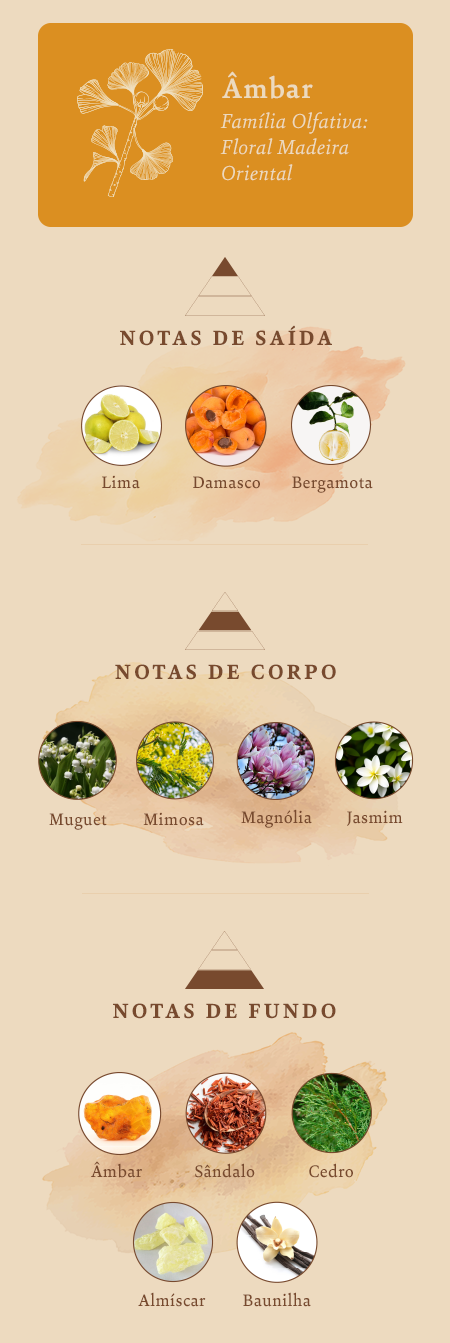 Âmbar
Família Olfativa:
Floral Madeira
Oriental
NOTAS DE SAÍDA
Lima
Damasco
Bergamota
NOTAS DE CORPO
Muguet
Mimosa
Magnólia
Jasmim
NOTAS DE FUNDO
Âmbar
Sândalo
Cedro
Almíscar
Baunilha